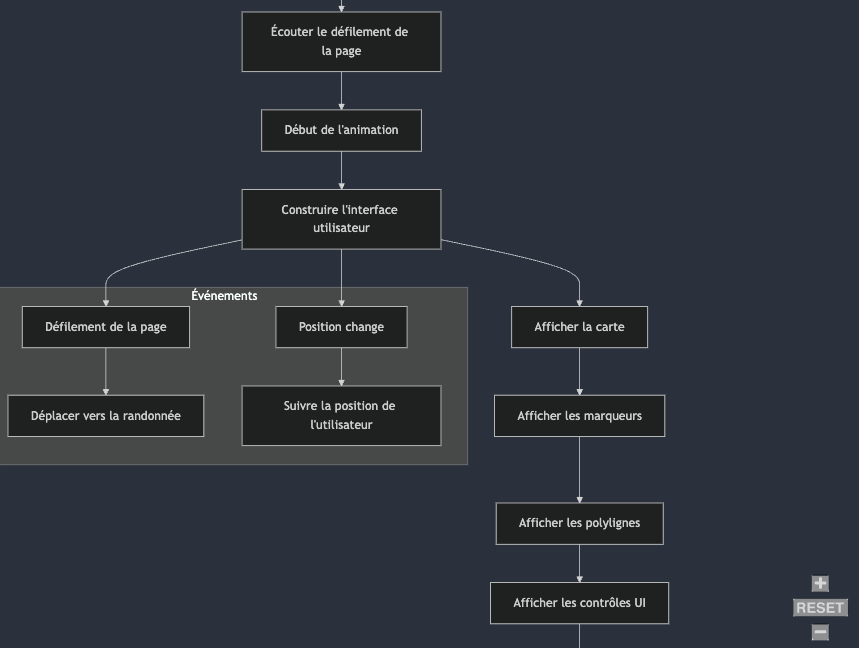 Écouter le défilement de
la page
Début de l'animation
Construire l'interface
utilisateur
Événements
Défilement de la page
Position change
Afficher la carte
Déplacer vers la randonnée
Suivre la position de
l'utilisateur
Afficher les marqueurs
Afficher les polylignes
Afficher les contrôles UI
+
RESET
−